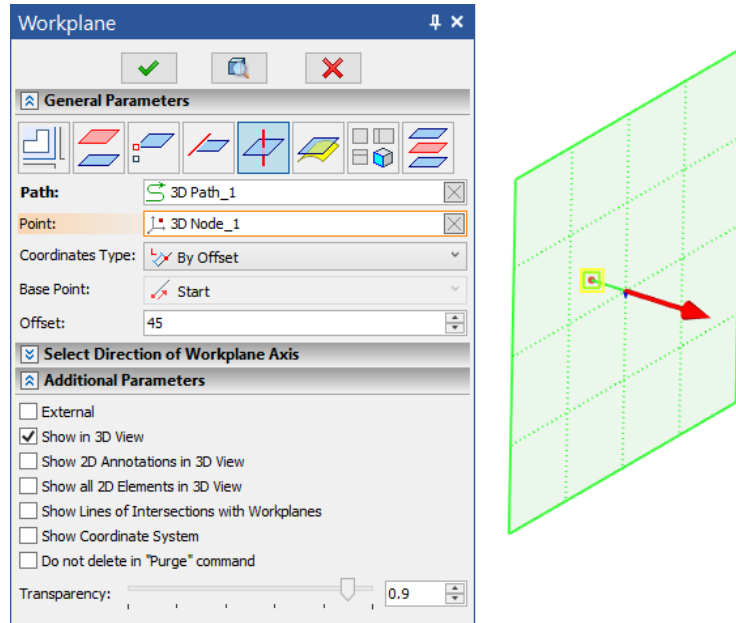 Workplane
General Parameters
Path: 3D Path_1
Point: 3D Node_1
Coordinates Type: By Offset
Base Point: Start
Offset: 45
Select Direction of Workplane Axis
Additional Parameters
External
Show in 3D View
Show 2D Annotations in 3D View
Show all 2D Elements in 3D View
Show Lines of Intersections with Workplanes
Show Coordinate System
Do not delete in "Purge" command
Transparency: 0.9